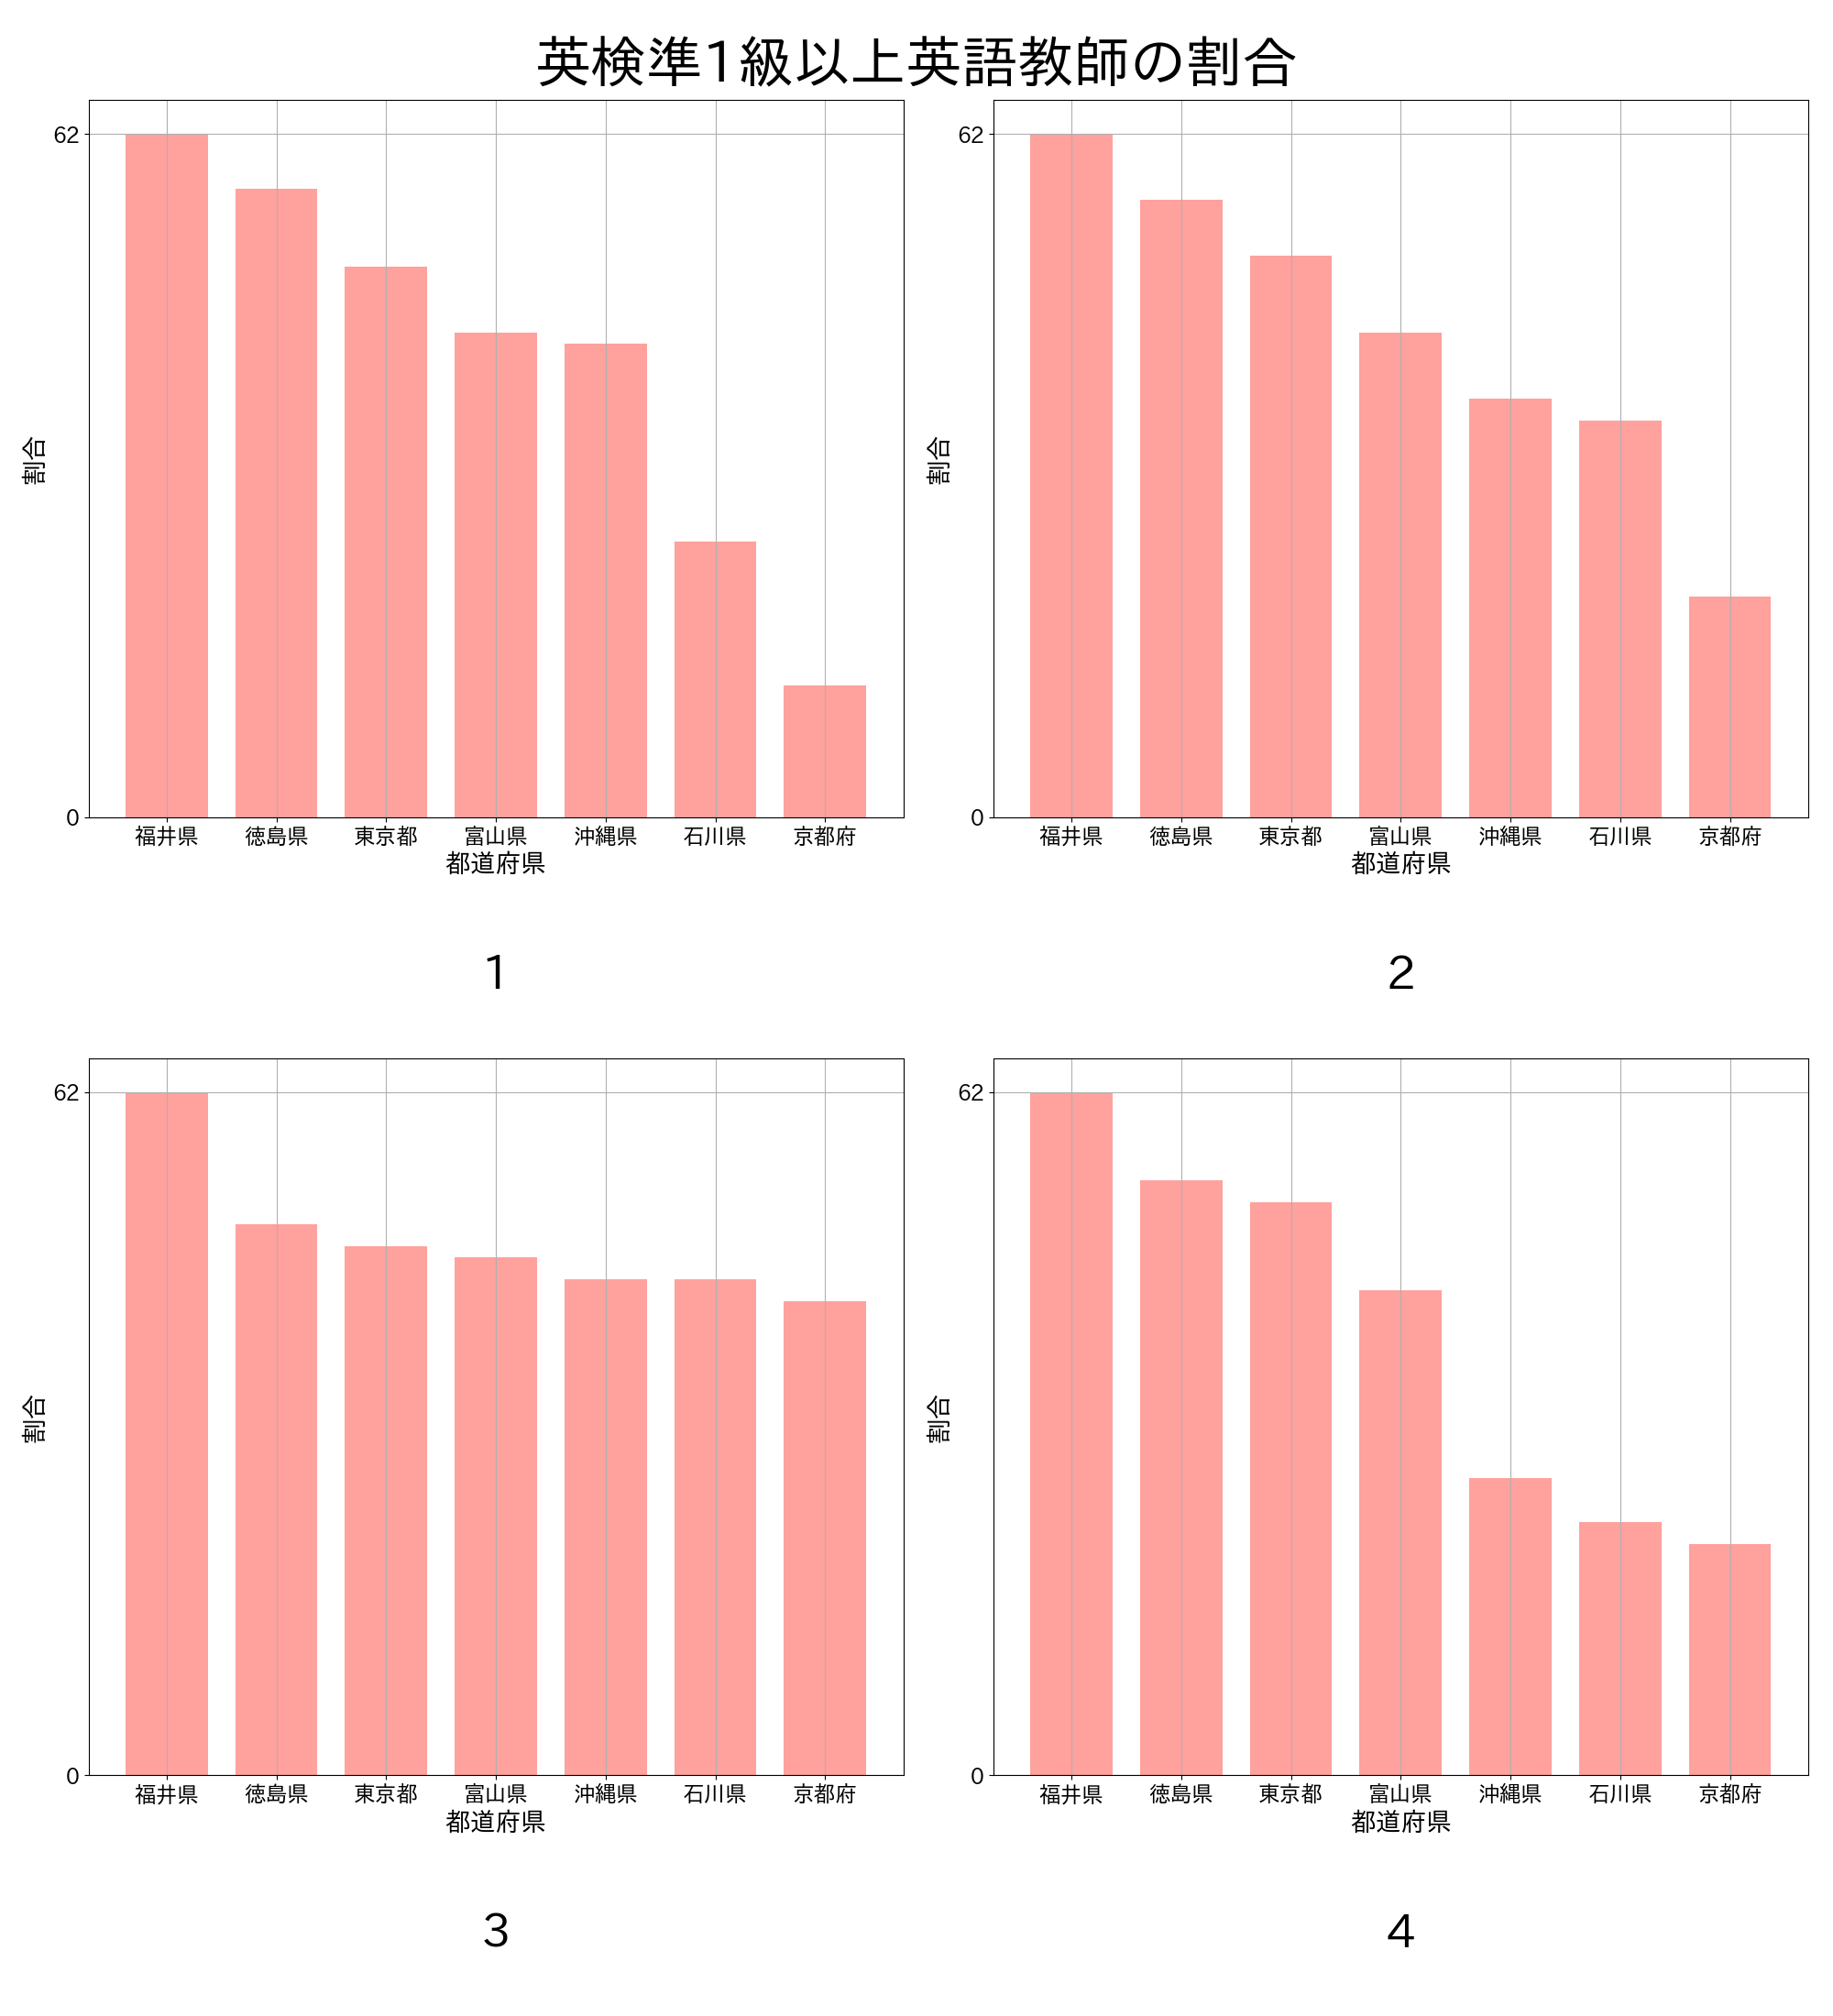 英検準1級以上英語教師の割合
62
0
割合
福井県 徳島県 東京都 富山県 沖縄県 石川県 京都府
都道府県
1
62
0
割合
福井県 徳島県 東京都 富山県 沖縄県 石川県 京都府
都道府県
2
62
0
割合
福井県 徳島県 東京都 富山県 沖縄県 石川県 京都府
都道府県
3
62
0
割合
福井県 徳島県 東京都 富山県 沖縄県 石川県 京都府
都道府県
4